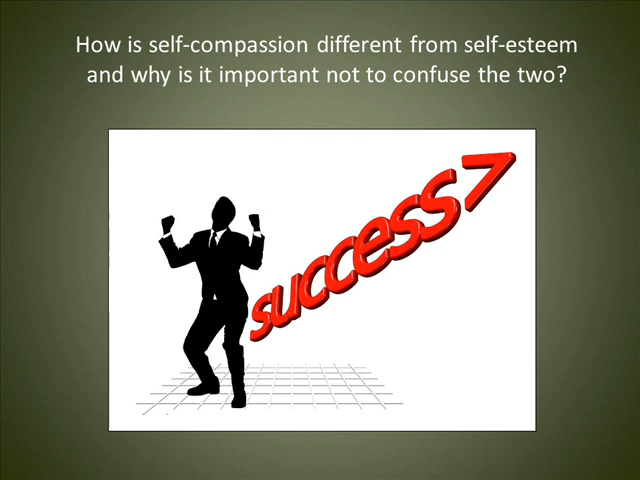 How is self-compassion different from self-esteem
and why is it important not to confuse the two?
success>